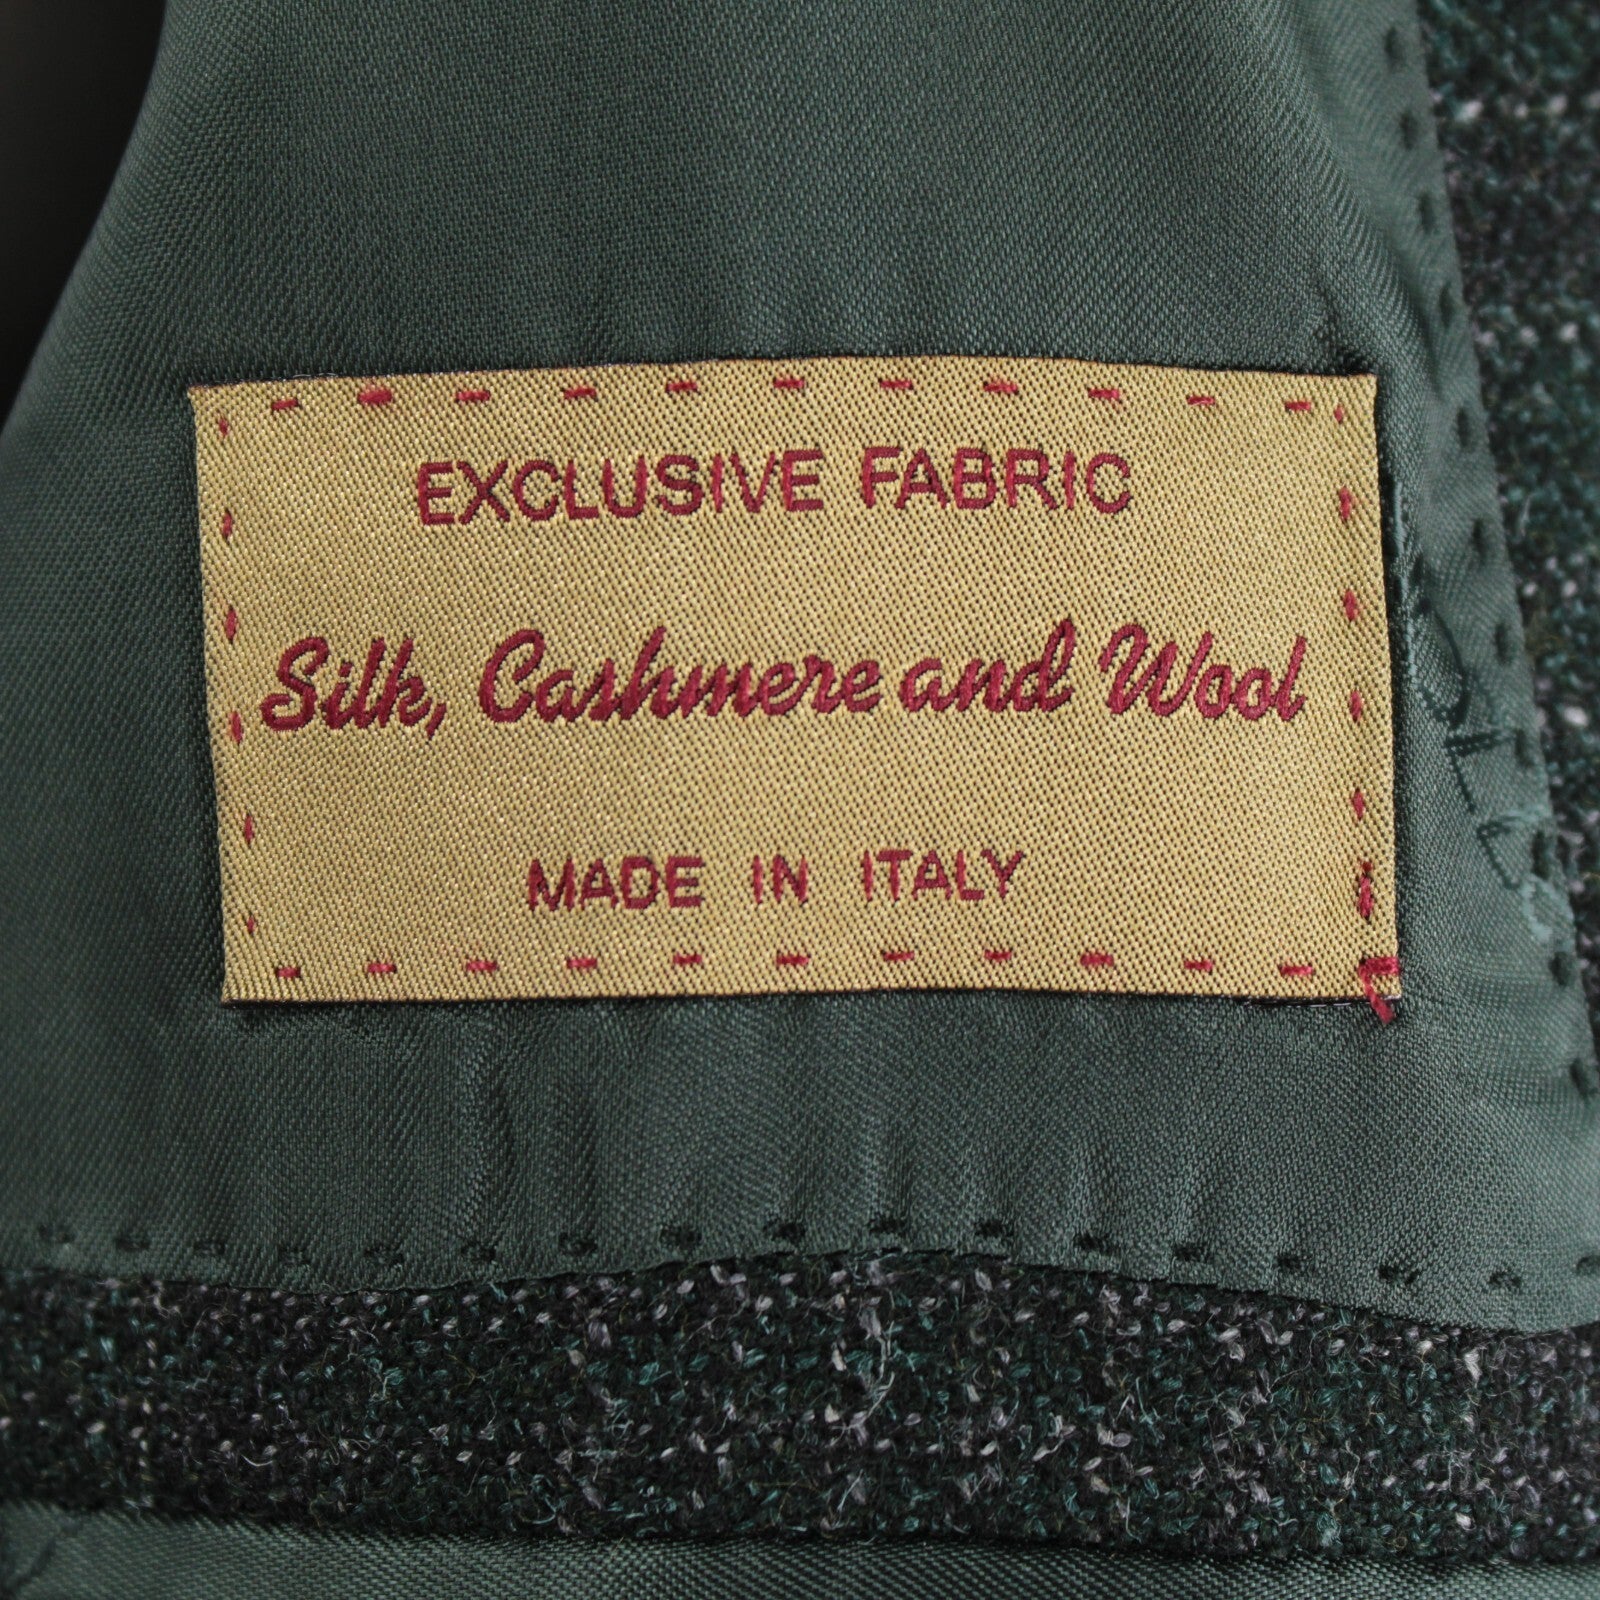 EXCLUSIVE FABRIC
Silk, Cashmere and Wool
MADE IN ITALY